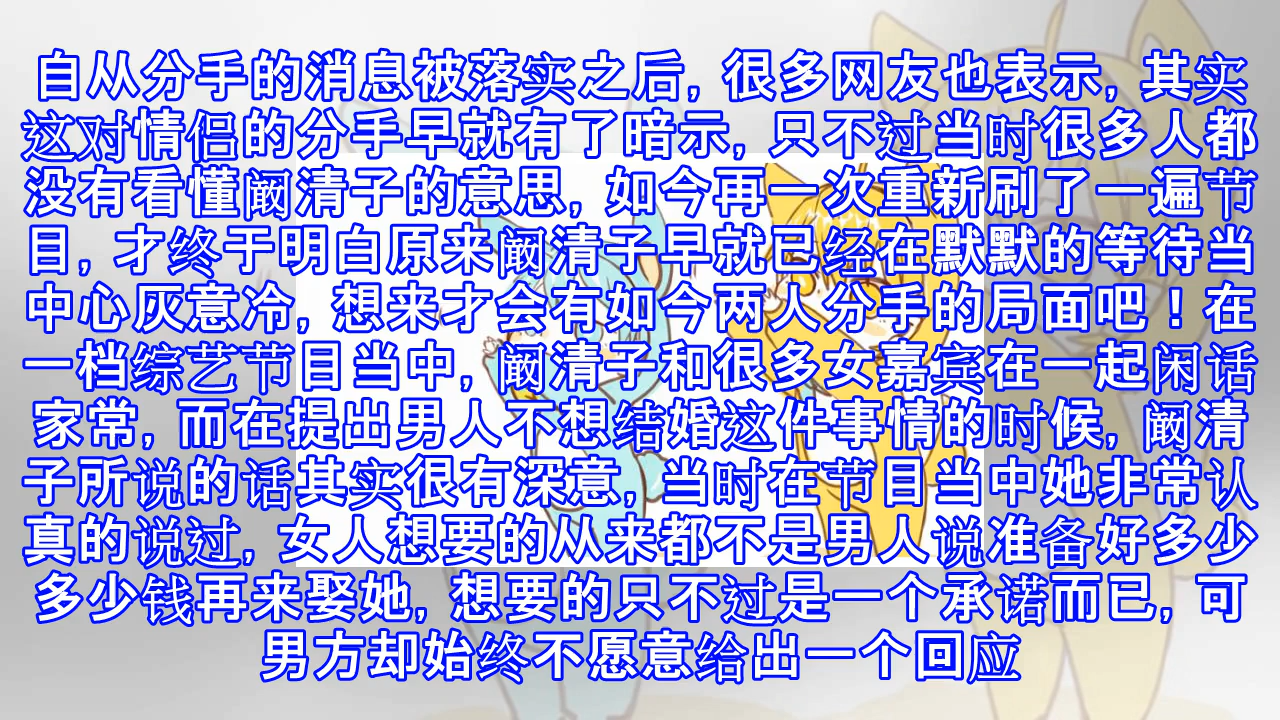 自从分手的消息被落实之后, 很多网友也表示, 其实
这对情侣的分手早就有了暗示, 只不过当时很多人都
没有看懂阚清子的意思, 如今再一次重新刷了一遍节
目, 才终于明白原来阚清子早就已经在默默的等待当
中心灰意冷, 想来才会有如今两人分手的局面吧！在
一档综艺节目当中, 阚清子和很多女嘉宾在一起闲话
家常, 而在提出男人不想结婚这件事情的时候, 阚清
子所说的话其实很有深意, 当时在节目当中她非常认
真的说过, 女人想要的从来都不是男人说准备好多少
多少钱再来娶她, 想要的只不过是一个承诺而已, 可
男方却始终不愿意给出一个回应